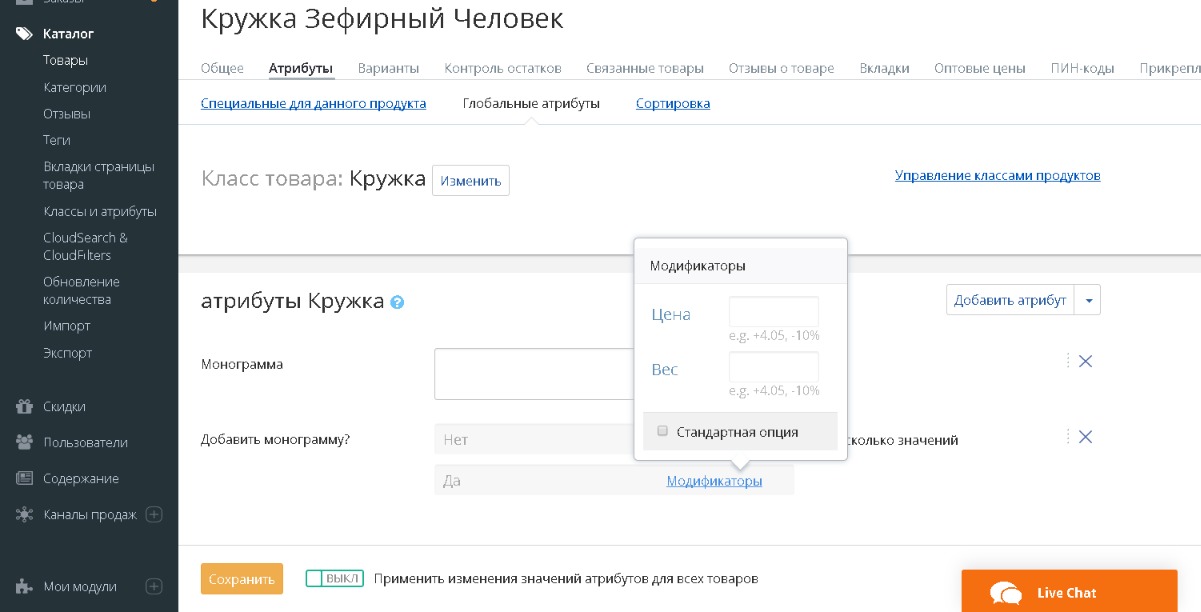 Заказы
Каталог
Товары
Категории
Отзывы
Теги
Вкладки страницы
товара
Классы и атрибуты
CloudSearch &
CloudFilters
Обновление
количества
Импорт
Экспорт
Скидки
Пользователи
Содержание
Каналы продаж
Мои модули
Кружка Зефирный Человек
Общее Атрибуты Варианты Контроль остатков Связанные товары Отзывы о товаре Вкладки Оптовые цены ПИН-коды Прикрепл
Специальные для данного продукта Глобальные атрибуты Сортировка
Класс товара: Кружка Изменить Управление классами продуктов
Модификаторы
Цена
e.g. +4.05, -10%
Вес
e.g. +4.05, -10%
Стандартная опция
атрибуты Кружка ? Добавить атрибут
Монограмма
Добавить монограмму? Нет сколько значений
Да Модификаторы
Сохранить ВЫКЛ Применить изменения значений атрибутов для всех товаров
Live Chat